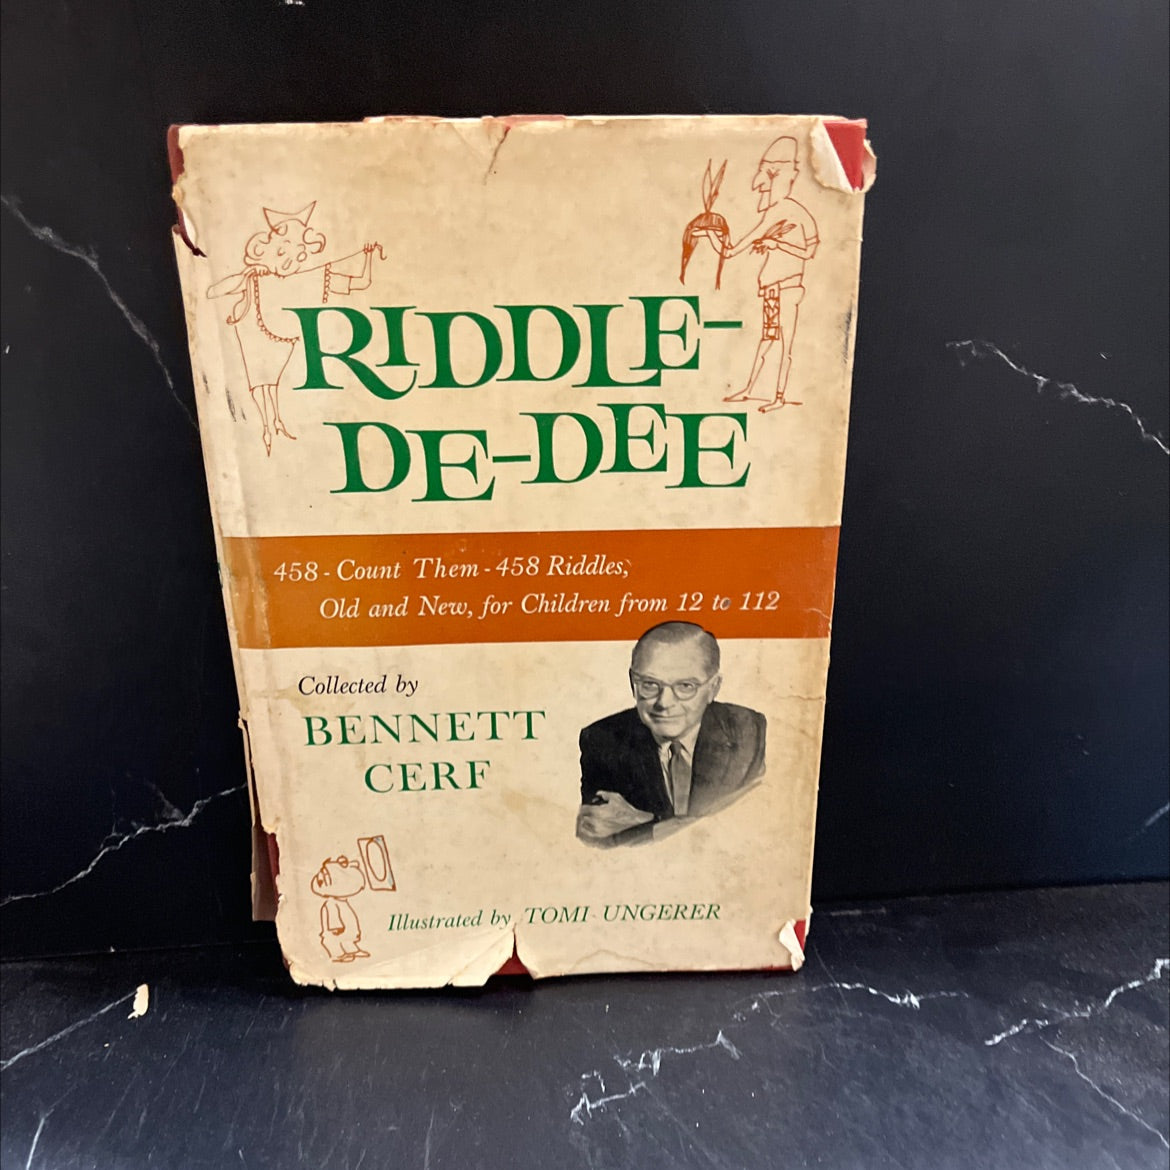 RIDDLE-
DE-DEE
458 - Count Them - 458 Riddles,
Old and New, for Children from 12 to 112
Collected by
BENNETT
CERF
Illustrated by TOMI UNGERER